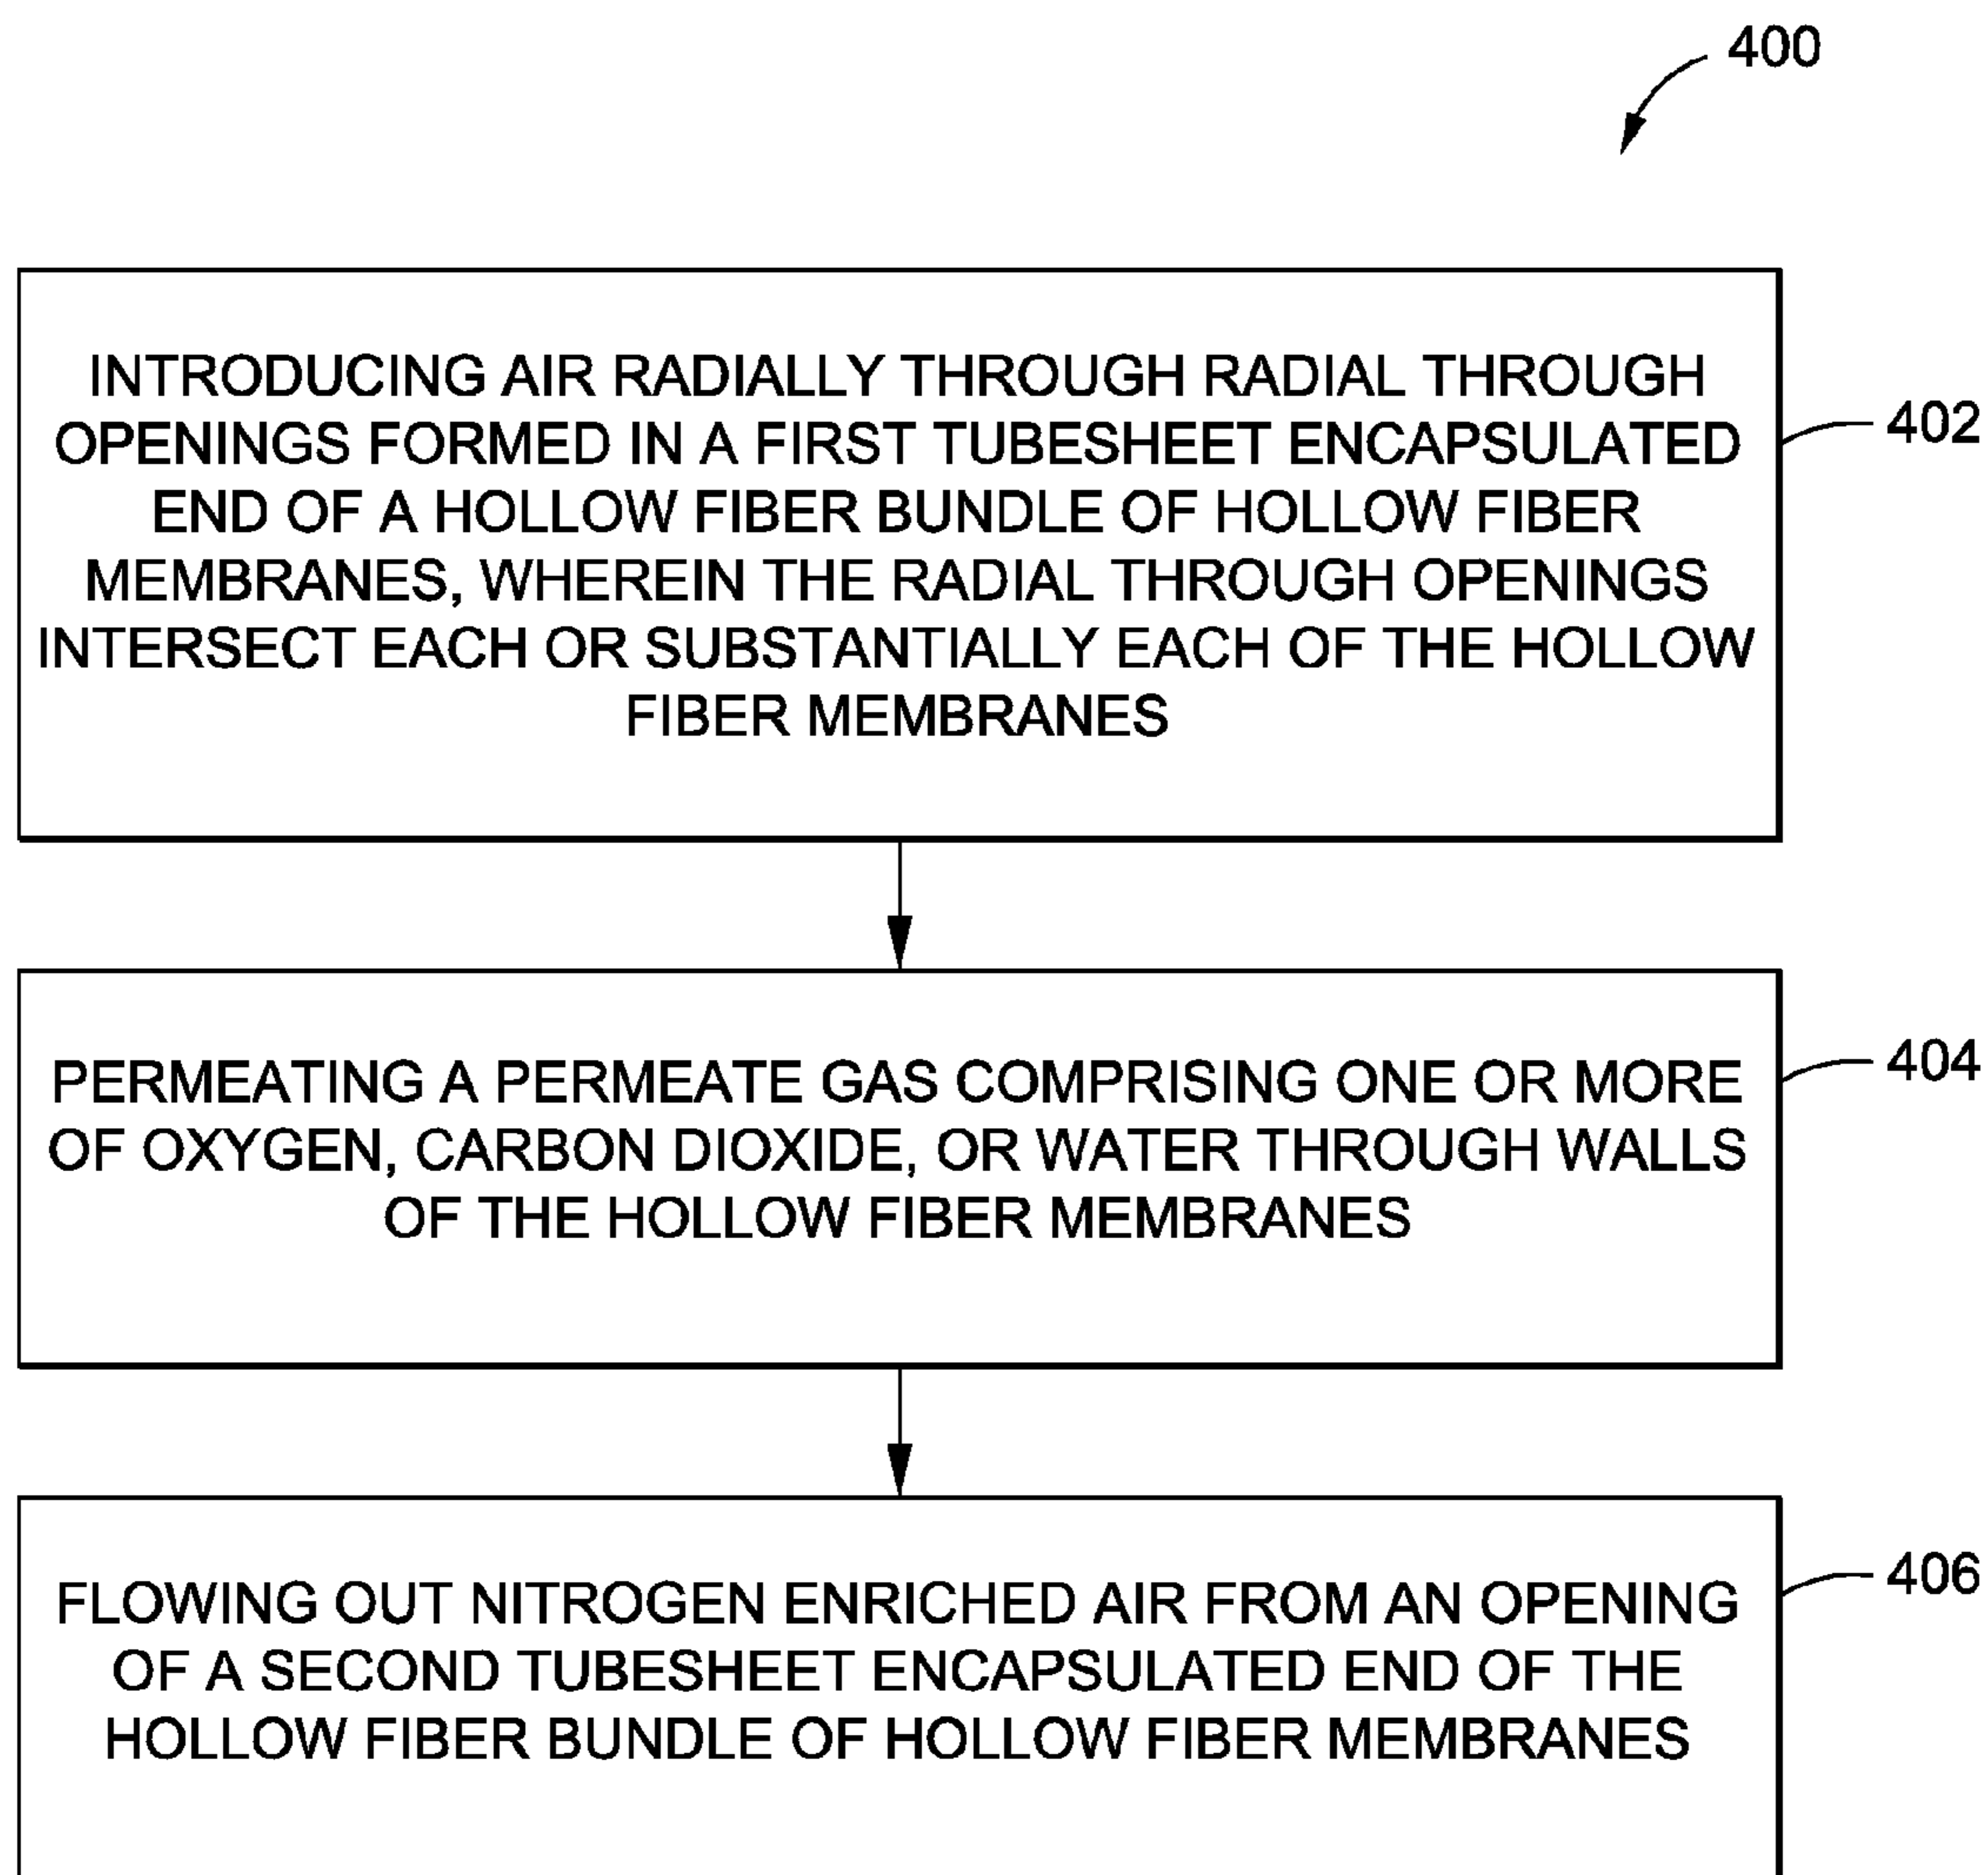 400
INTRODUCING AIR RADIALLY THROUGH RADIAL THROUGH
OPENINGS FORMED IN A FIRST TUBESHEET ENCAPSULATED
END OF A HOLLOW FIBER BUNDLE OF HOLLOW FIBER
MEMBRANES, WHEREIN THE RADIAL THROUGH OPENINGS
INTERSECT EACH OR SUBSTANTIALLY EACH OF THE HOLLOW
FIBER MEMBRANES
402
PERMEATING A PERMEATE GAS COMPRISING ONE OR MORE
OF OXYGEN, CARBON DIOXIDE, OR WATER THROUGH WALLS
OF THE HOLLOW FIBER MEMBRANES
404
FLOWING OUT NITROGEN ENRICHED AIR FROM AN OPENING
OF A SECOND TUBESHEET ENCAPSULATED END OF THE
HOLLOW FIBER BUNDLE OF HOLLOW FIBER MEMBRANES
406